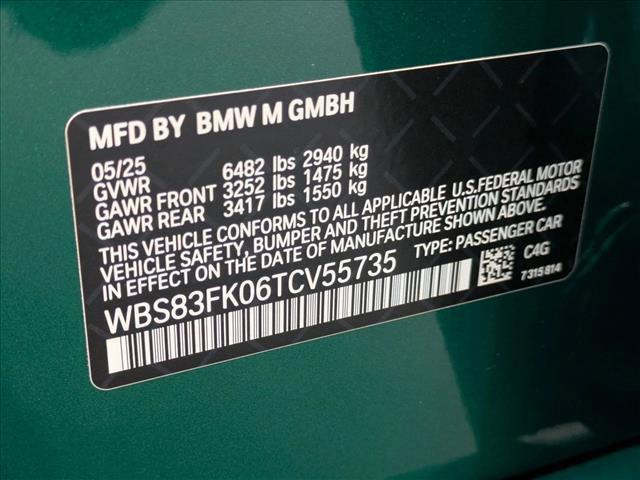 MFD BY BMW M GMBH
05/25
GVWR 6482 lbs 2940 kg
GAWR FRONT 3252 lbs 1475 kg
GAWR REAR 3417 lbs 1550 kg
THIS VEHICLE CONFORMS TO ALL APPLICABLE U.S.FEDERAL MOTOR
VEHICLE SAFETY, BUMPER AND THEFT PREVENTION STANDARDS
IN EFFECT ON THE DATE OF MANUFACTURE SHOWN ABOVE.
WBS83FK06TCV55735 TYPE: PASSENGER CAR
C4G
7315814